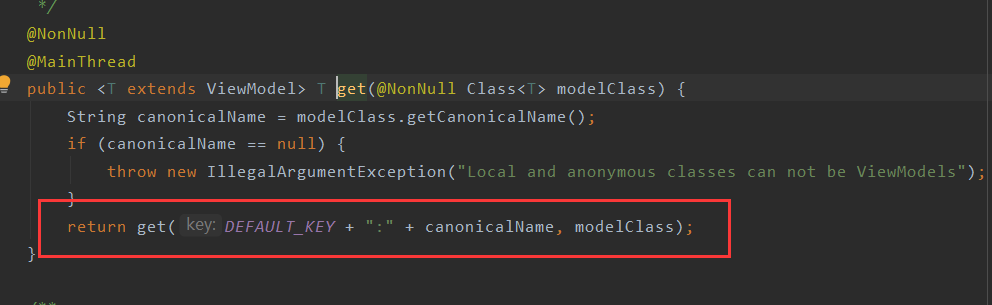 */
@NonNull
@MainThread
public <T extends ViewModel> T get(@NonNull Class<T> modelClass) {
String canonicalName = modelClass.getCanonicalName();
if (canonicalName == null) {
throw new IllegalArgumentException("Local and anonymous classes can not be ViewModels");
}
return get( key: DEFAULT_KEY + ":" + canonicalName, modelClass);
}
/**